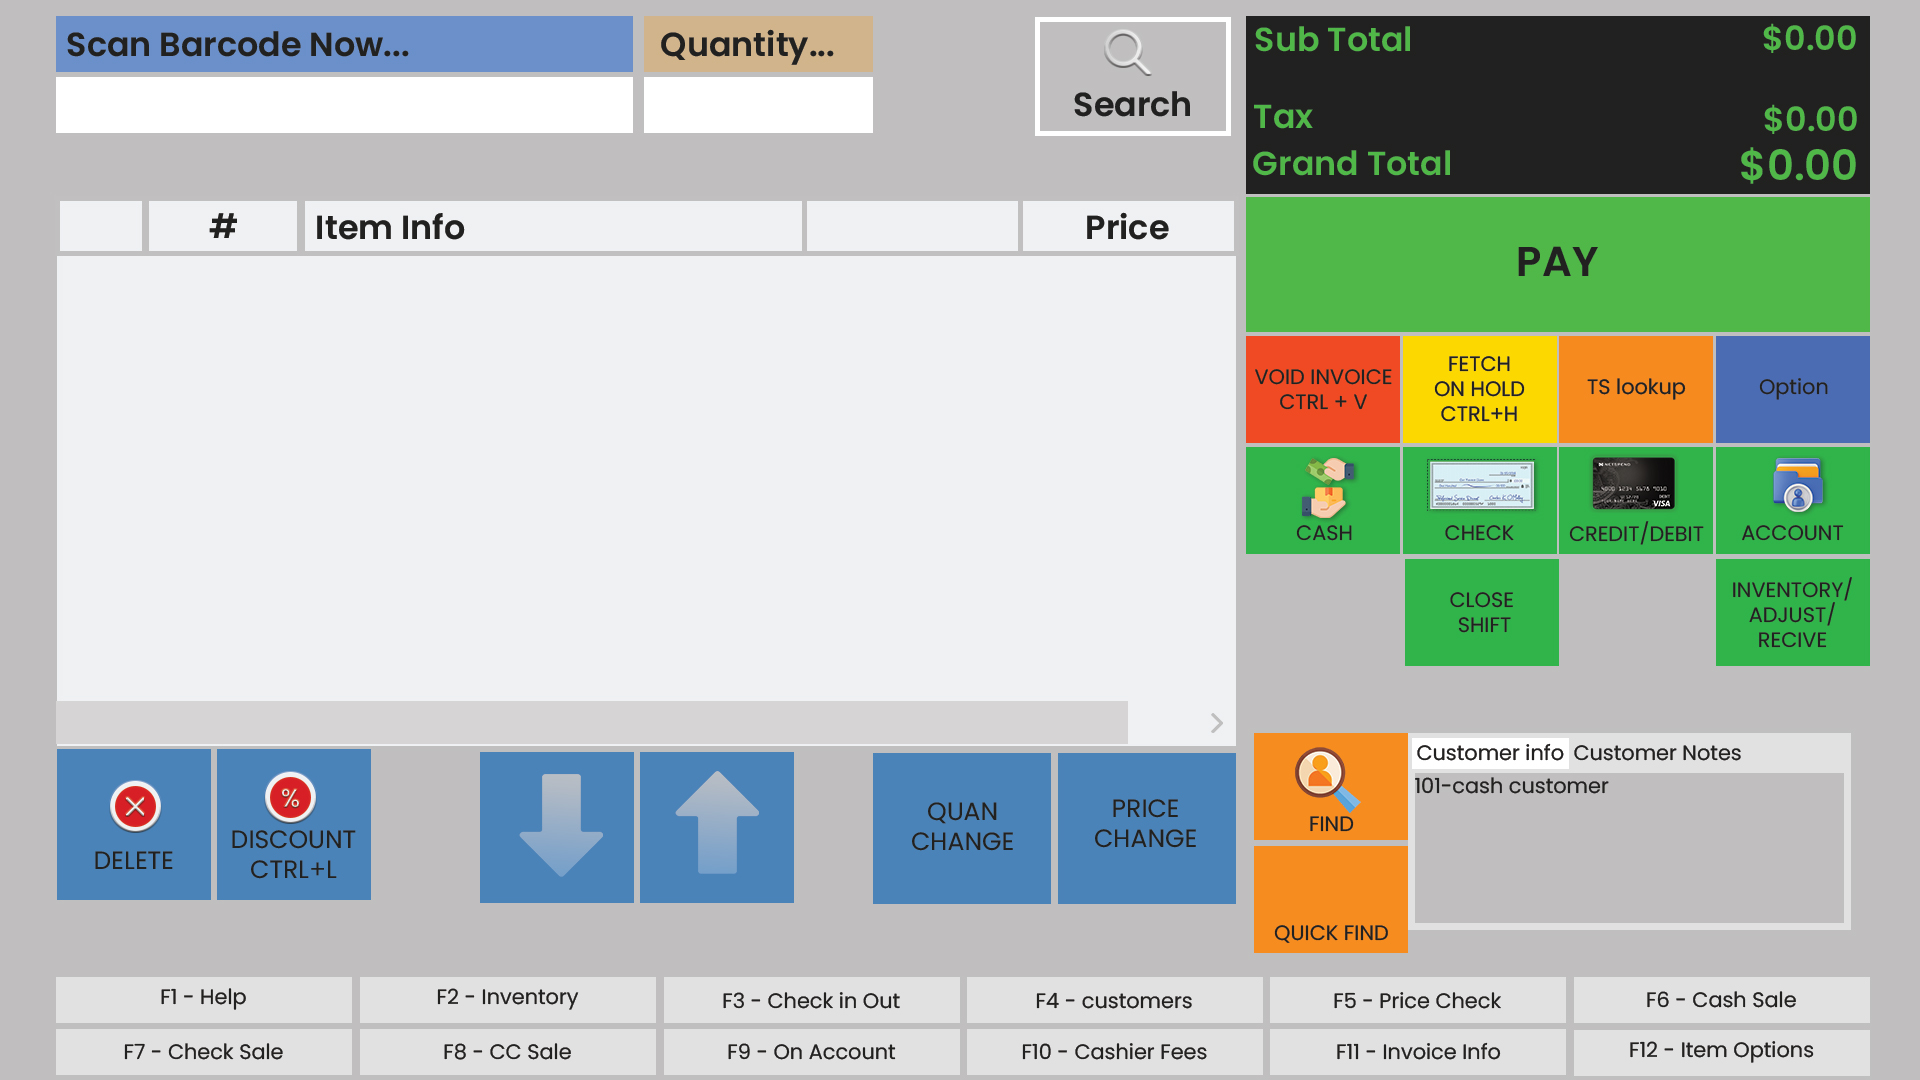 Scan Barcode Now...
Quantity...
Search
Sub Total
$0.00
Tax
$0.00
Grand Total
$0.00
#
Item Info
Price
PAY
VOID INVOICE
CTRL + V
FETCH
ON HOLD
CTRL+H
TS lookup
Option
CASH
CHECK
CREDIT/DEBIT
VISA
ACCOUNT
CLOSE
SHIFT
INVENTORY/
ADJUST/
RECIVE
DELETE
%
DISCOUNT
CTRL+L
QUAN
CHANGE
PRICE
CHANGE
FIND
QUICK FIND
Customer info
Customer Notes
101-cash customer
F1 - Help
F2 - Inventory
F3 - Check in Out
F4 - customers
F5 - Price Check
F6 - Cash Sale
F7 - Check Sale
F8 - CC Sale
F9 - On Account
F10 - Cashier Fees
F11 - Invoice Info
F12 - Item Options